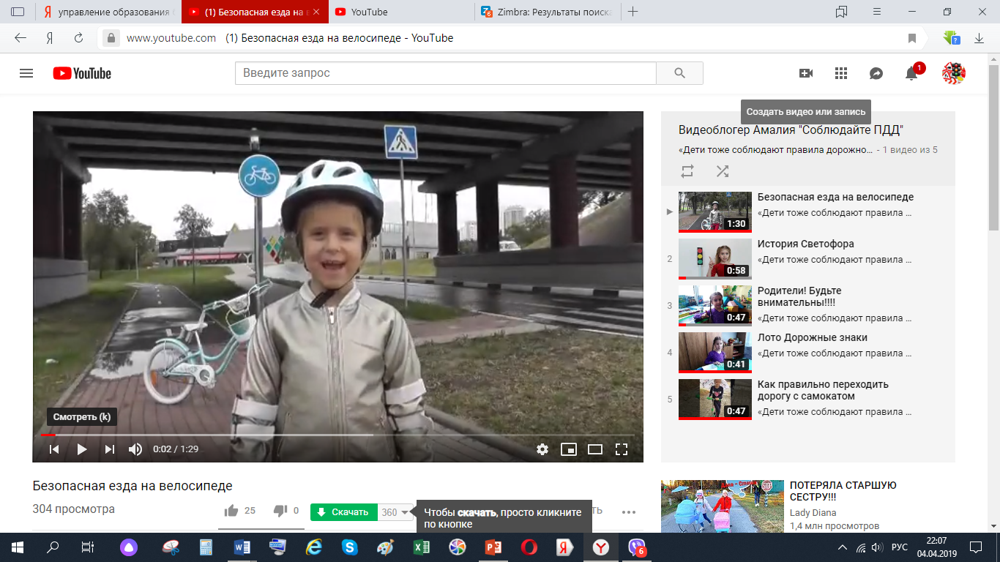 управление образования
(1) Безопасная езда на в
YouTube
Zimbra: Результаты поиска
www.youtube.com (1) Безопасная езда на велосипеде - YouTube
YouTube
Введите запрос
1
Создать видео или запись
Видеоблогер Амалия "Соблюдайте ПДД"
«Дети тоже соблюдают правила дорожно... - 1 видео из 5
Безопасная езда на велосипеде
«Дети тоже соблюдают правила ...
1:30
2
История Светофора
«Дети тоже соблюдают правила ...
0:58
3
Родители! Будьте
внимательны!!!!
«Дети тоже соблюдают правила ...
0:47
4
Лото Дорожные знаки
«Дети тоже соблюдают правила ...
0:41
5
Как правильно переходить
дорогу с самокатом
«Дети тоже соблюдают правила ...
0:47
Смотреть (k)
0:02 / 1:29
Безопасная езда на велосипеде
304 просмотра
25
0
Скачать
360
Чтобы скачать, просто кликните
по кнопке
ПОТЕРЯЛА СТАРШУЮ
СЕСТРУ!!!
Lady Diana
1,4 млн просмотров
6
РУС
22:07
04.04.2019